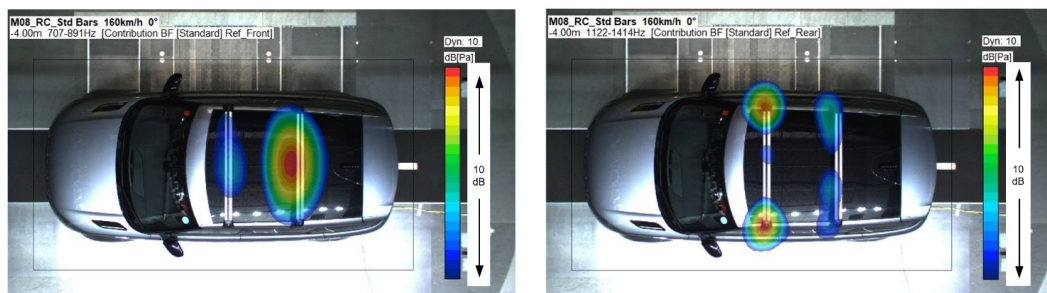 M08_RC_Std Bars 160km/h 0°
-4.00m 707-891Hz [Contribution BF [Standard] Ref_Front]
Dyn: 10.
dB[Pa]
10
dB
M08_RC_Std Bars 160km/h 0°
-4.00m 1122-1414Hz [Contribution BF [Standard] Ref_Rear]
Dyn: 10.
dB[Pa]
10
dB